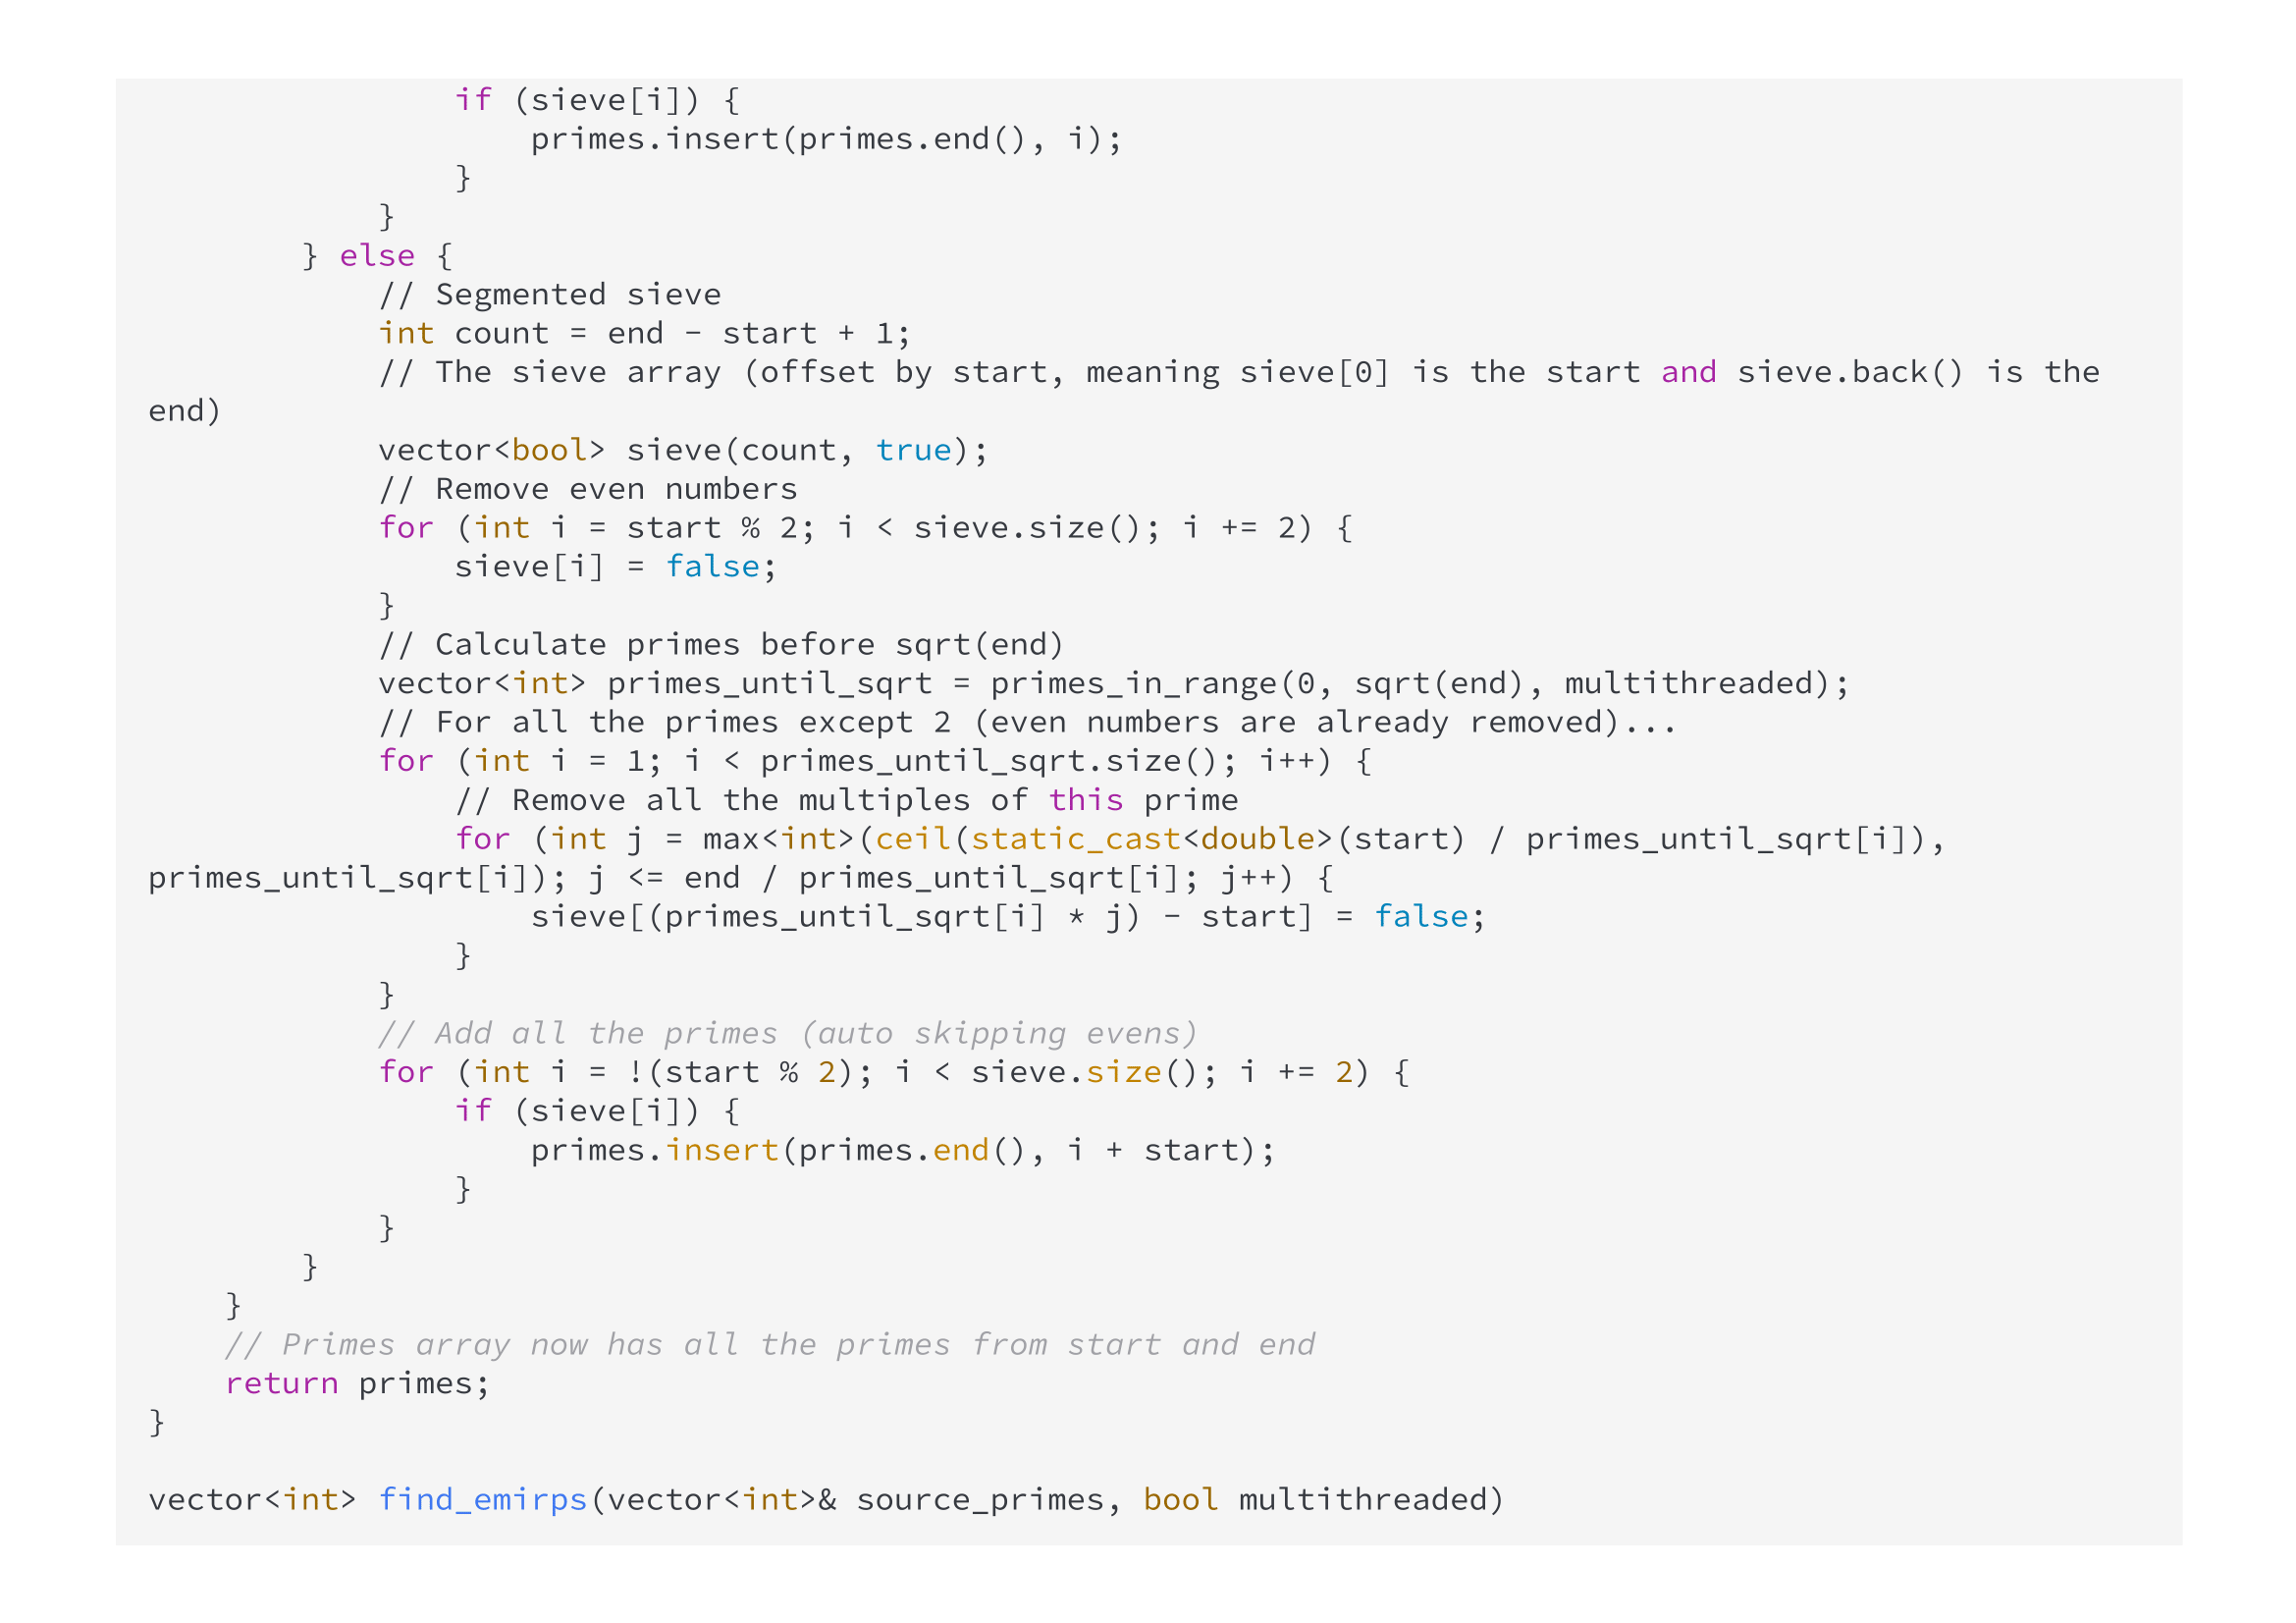 if (sieve[i]) {
                    primes.insert(primes.end(), i);
                }
            }
        } else {
            // Segmented sieve
            int count = end - start + 1;
            // The sieve array (offset by start, meaning sieve[0] is the start and sieve.back() is the
end)
            vector<bool> sieve(count, true);
            // Remove even numbers
            for (int i = start % 2; i < sieve.size(); i += 2) {
                sieve[i] = false;
            }
            // Calculate primes before sqrt(end)
            vector<int> primes_until_sqrt = primes_in_range(0, sqrt(end), multithreaded);
            // For all the primes except 2 (even numbers are already removed)...
            for (int i = 1; i < primes_until_sqrt.size(); i++) {
                // Remove all the multiples of this prime
                for (int j = max<int>(ceil(static_cast<double>(start) / primes_until_sqrt[i]),
primes_until_sqrt[i]); j <= end / primes_until_sqrt[i]; j++) {
                    sieve[(primes_until_sqrt[i] * j) - start] = false;
                }
            }
            // Add all the primes (auto skipping evens)
            for (int i = !(start % 2); i < sieve.size(); i += 2) {
                if (sieve[i]) {
                    primes.insert(primes.end(), i + start);
                }
            }
        }
    }
    // Primes array now has all the primes from start and end
    return primes;
}

vector<int> find_emirps(vector<int>& source_primes, bool multithreaded)